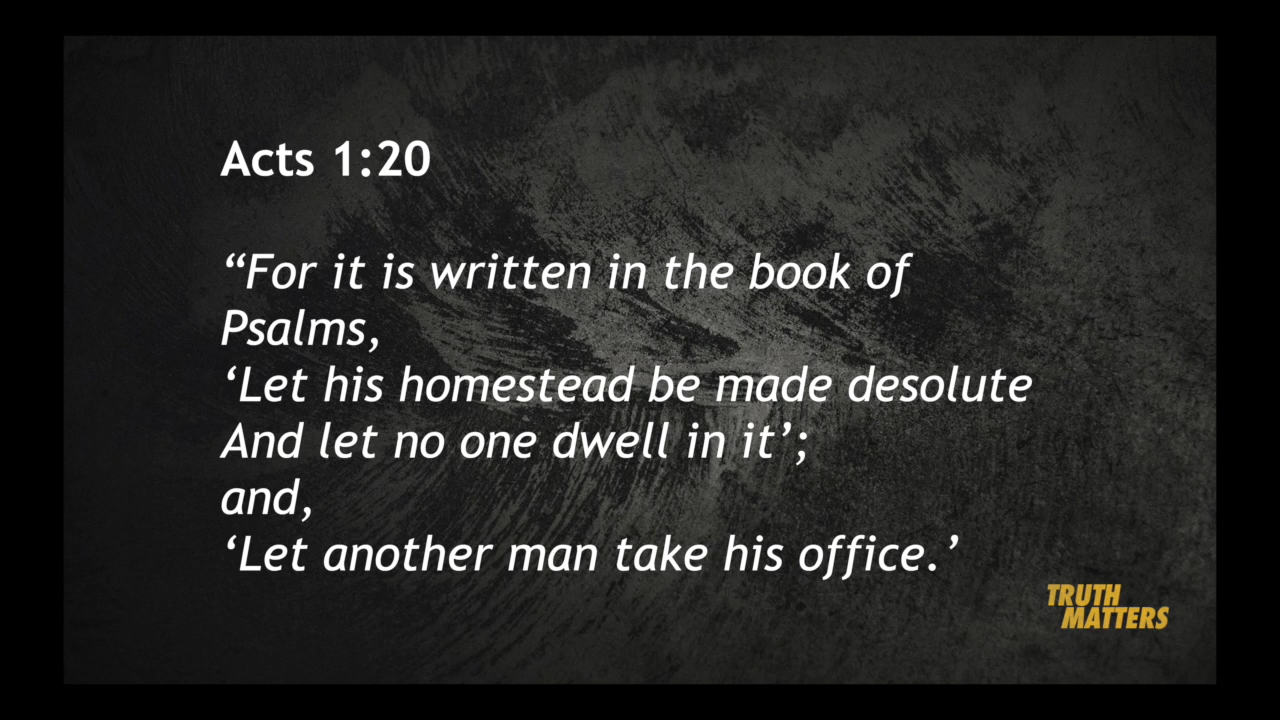 Acts 1:20
“For it is written in the book of
Psalms,
‘Let his homestead be made desolute
And let no one dwell in it’;
and,
‘Let another man take his office.’
TRUTH
MATTERS